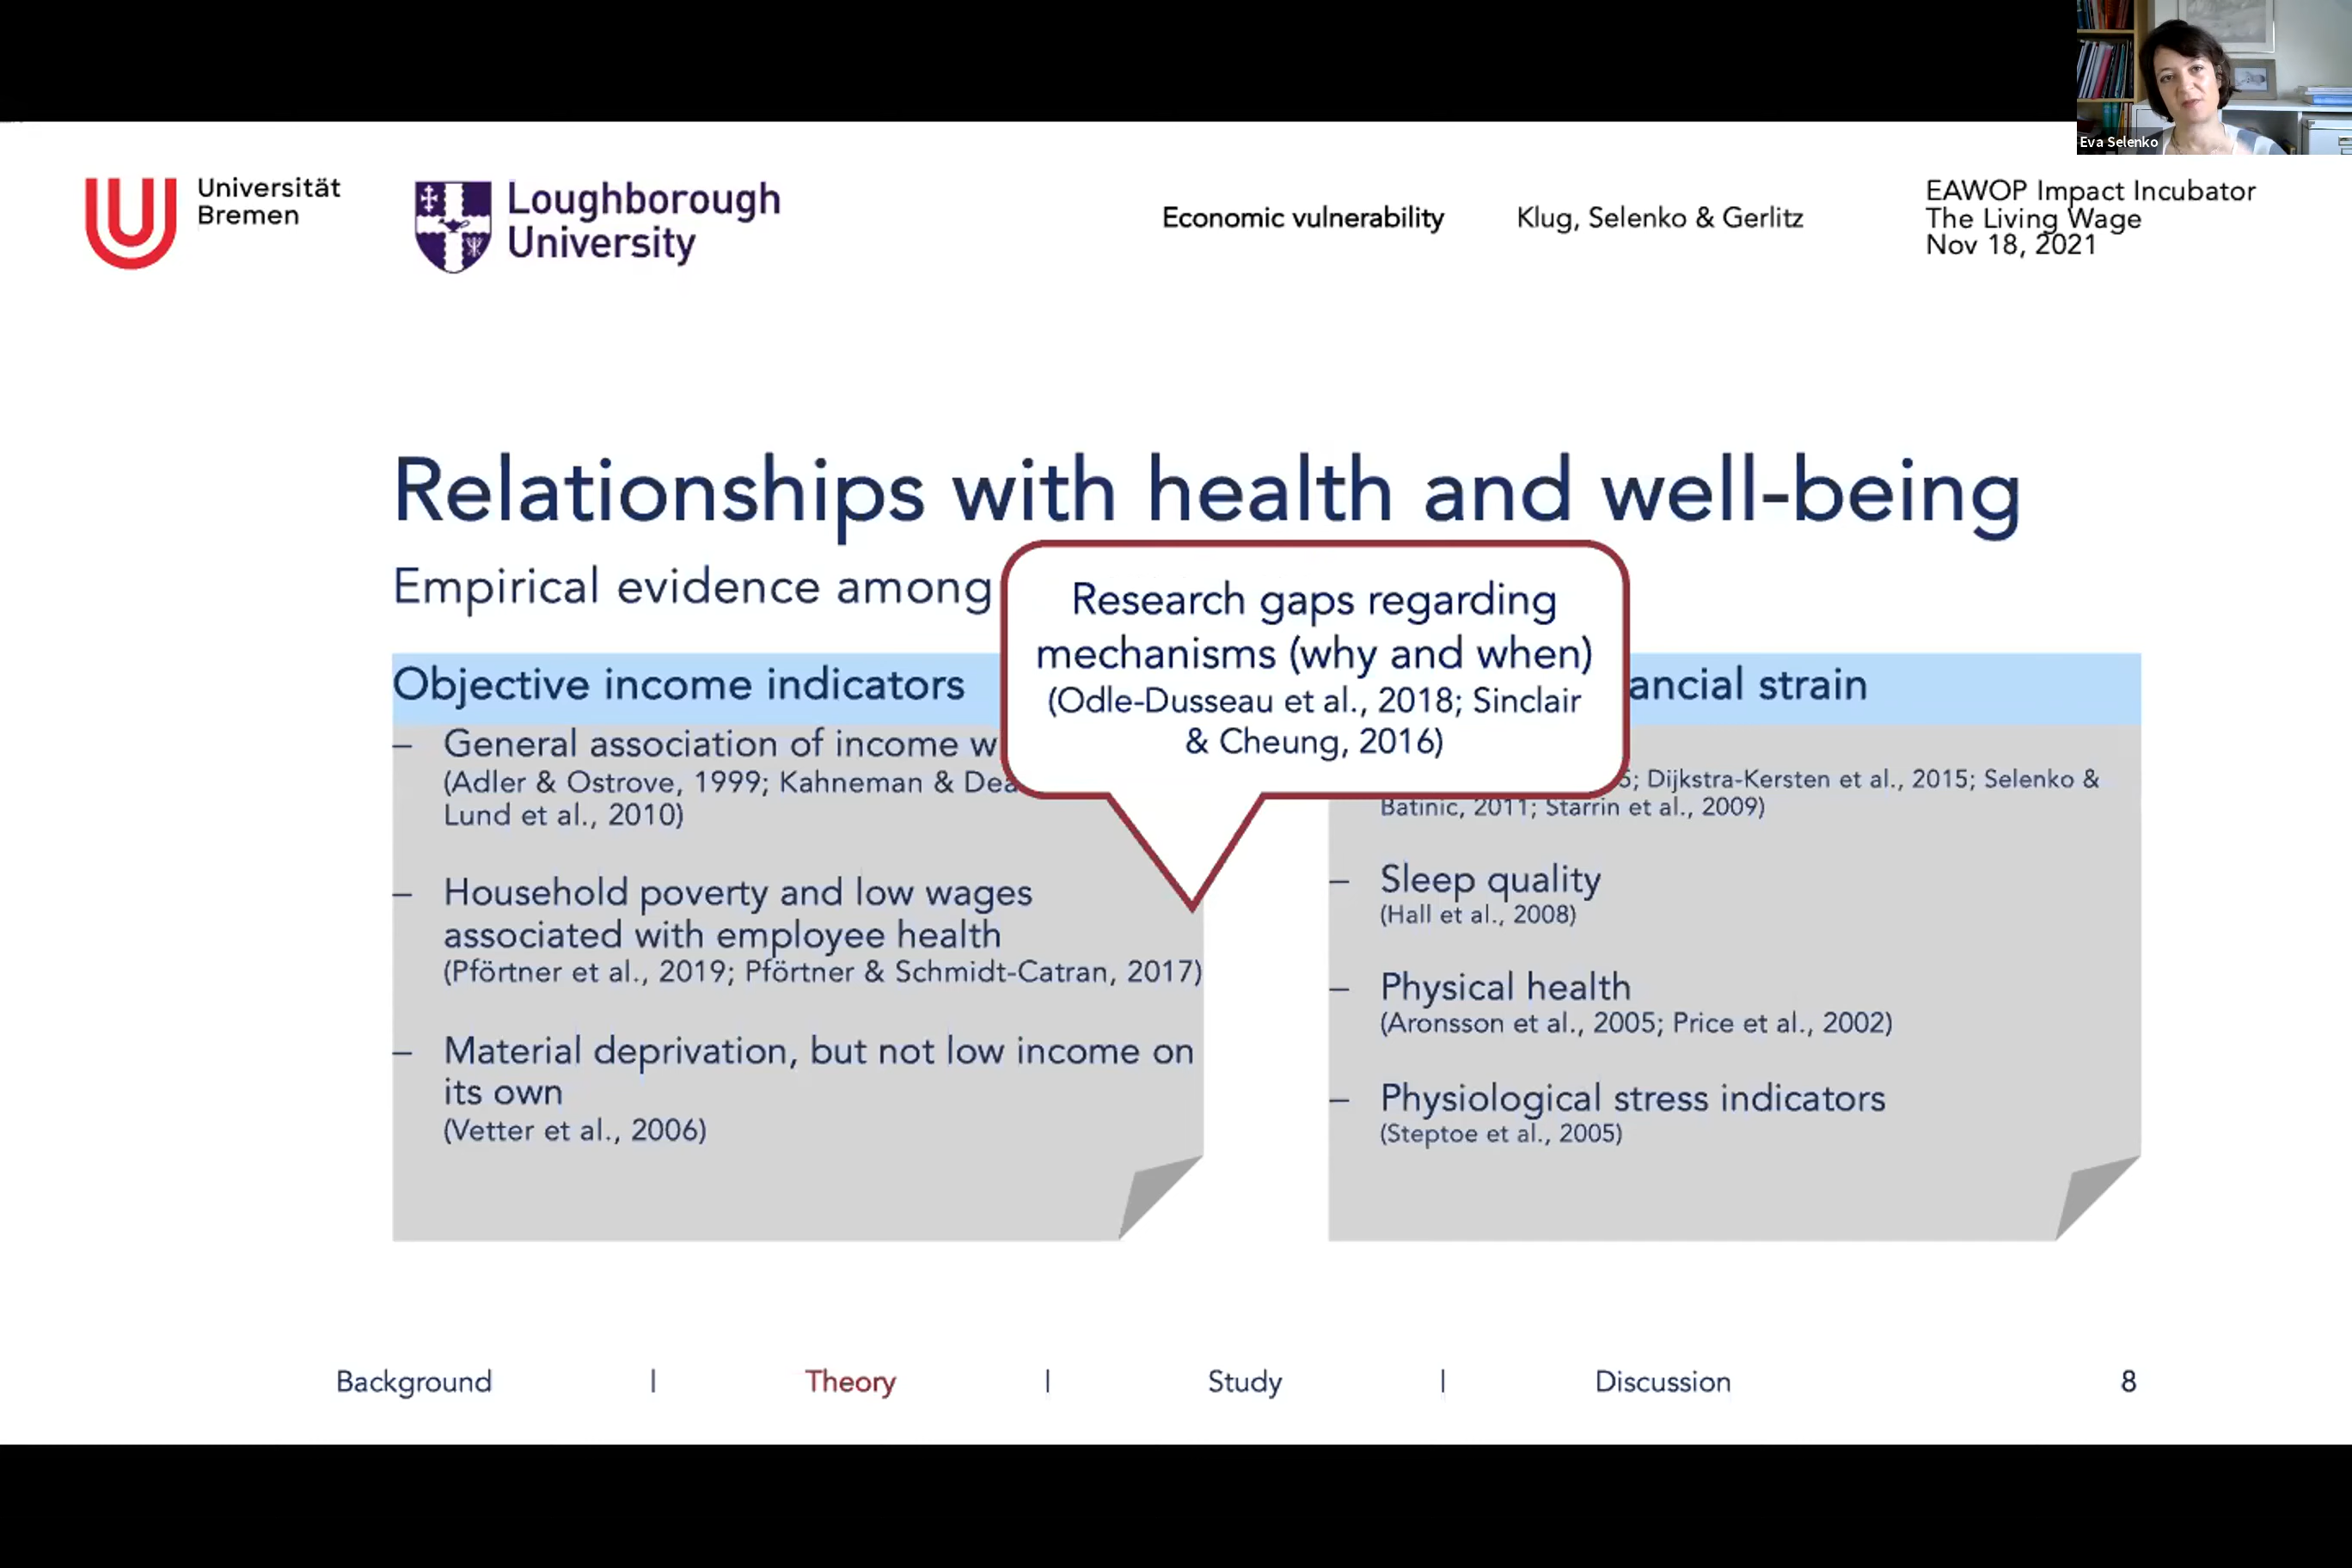 Eva Selenko
Universität
Bremen
Loughborough
University
Economic vulnerability
Klug, Selenko & Gerlitz
EAWOP Impact Incubator
The Living Wage
Nov 18, 2021
Relationships with health and well-being
Empirical evidence among
Research gaps regarding
mechanisms (why and when)
(Odle-Dusseau et al., 2018; Sinclair
& Cheung, 2016)
Objective income indicators
– General association of income
(Adler & Ostrove, 1999; Kahneman &
Lund et al., 2010)
– Household poverty and low wages
associated with employee health
(Pförtner et al., 2019; Pförtner & Schmidt-Catran, 2017)
– Material deprivation, but not low income on
its own
(Vetter et al., 2006)
strain
Dijkstra-Kersten et al., 2015; Selenko &
Batinic, 2011; Starrin et al., 2009)
– Sleep quality
(Hall et al., 2008)
– Physical health
(Aronsson et al., 2005; Price et al., 2002)
– Physiological stress indicators
(Steptoe et al., 2005)
Background | Theory | Study | Discussion 8